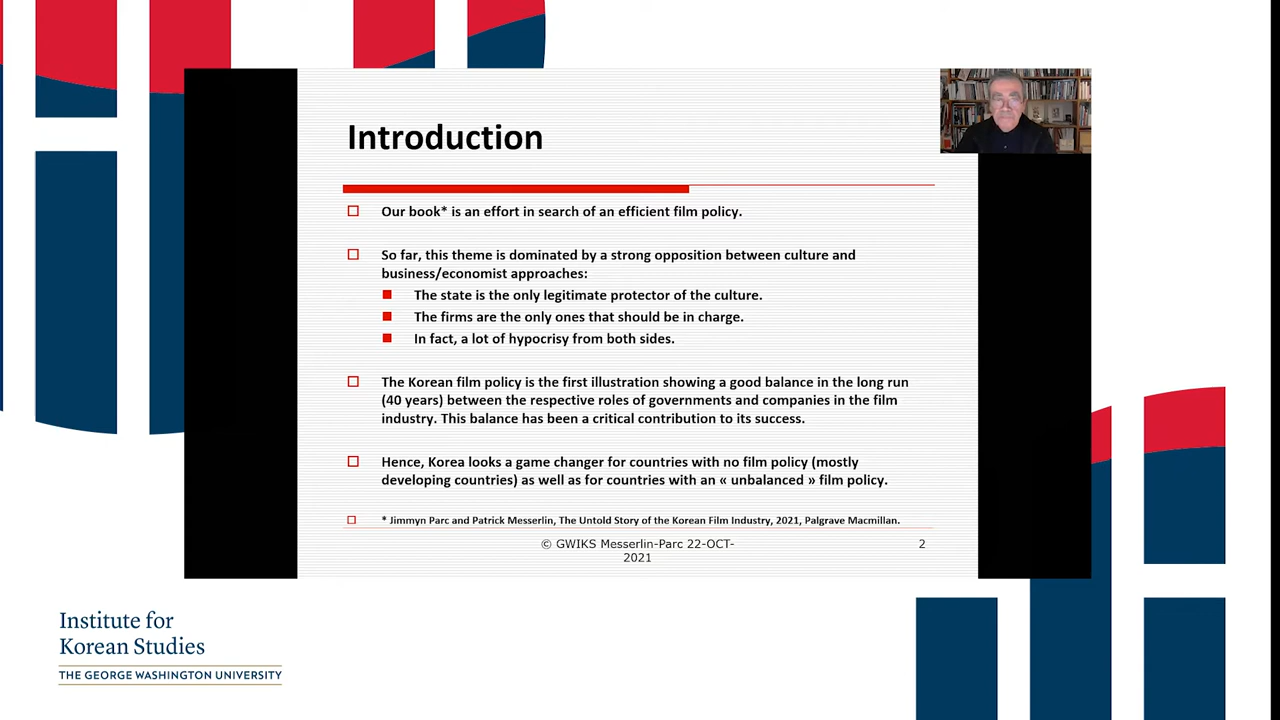 Introduction
Our book* is an effort in search of an efficient film policy.
So far, this theme is dominated by a strong opposition between culture and
business/economist approaches:
The state is the only legitimate protector of the culture.
The firms are the only ones that should be in charge.
In fact, a lot of hypocrisy from both sides.
The Korean film policy is the first illustration showing a good balance in the long run
(40 years) between the respective roles of governments and companies in the film
industry. This balance has been a critical contribution to its success.
Hence, Korea looks a game changer for countries with no film policy (mostly
developing countries) as well as for countries with an « unbalanced » film policy.
* Jimmyn Parc and Patrick Messerlin, The Untold Story of the Korean Film Industry, 2021, Palgrave Macmillan.
© GWIKS Messerlin-Parc 22-OCT-
2021
2
Institute for
Korean Studies
THE GEORGE WASHINGTON UNIVERSITY